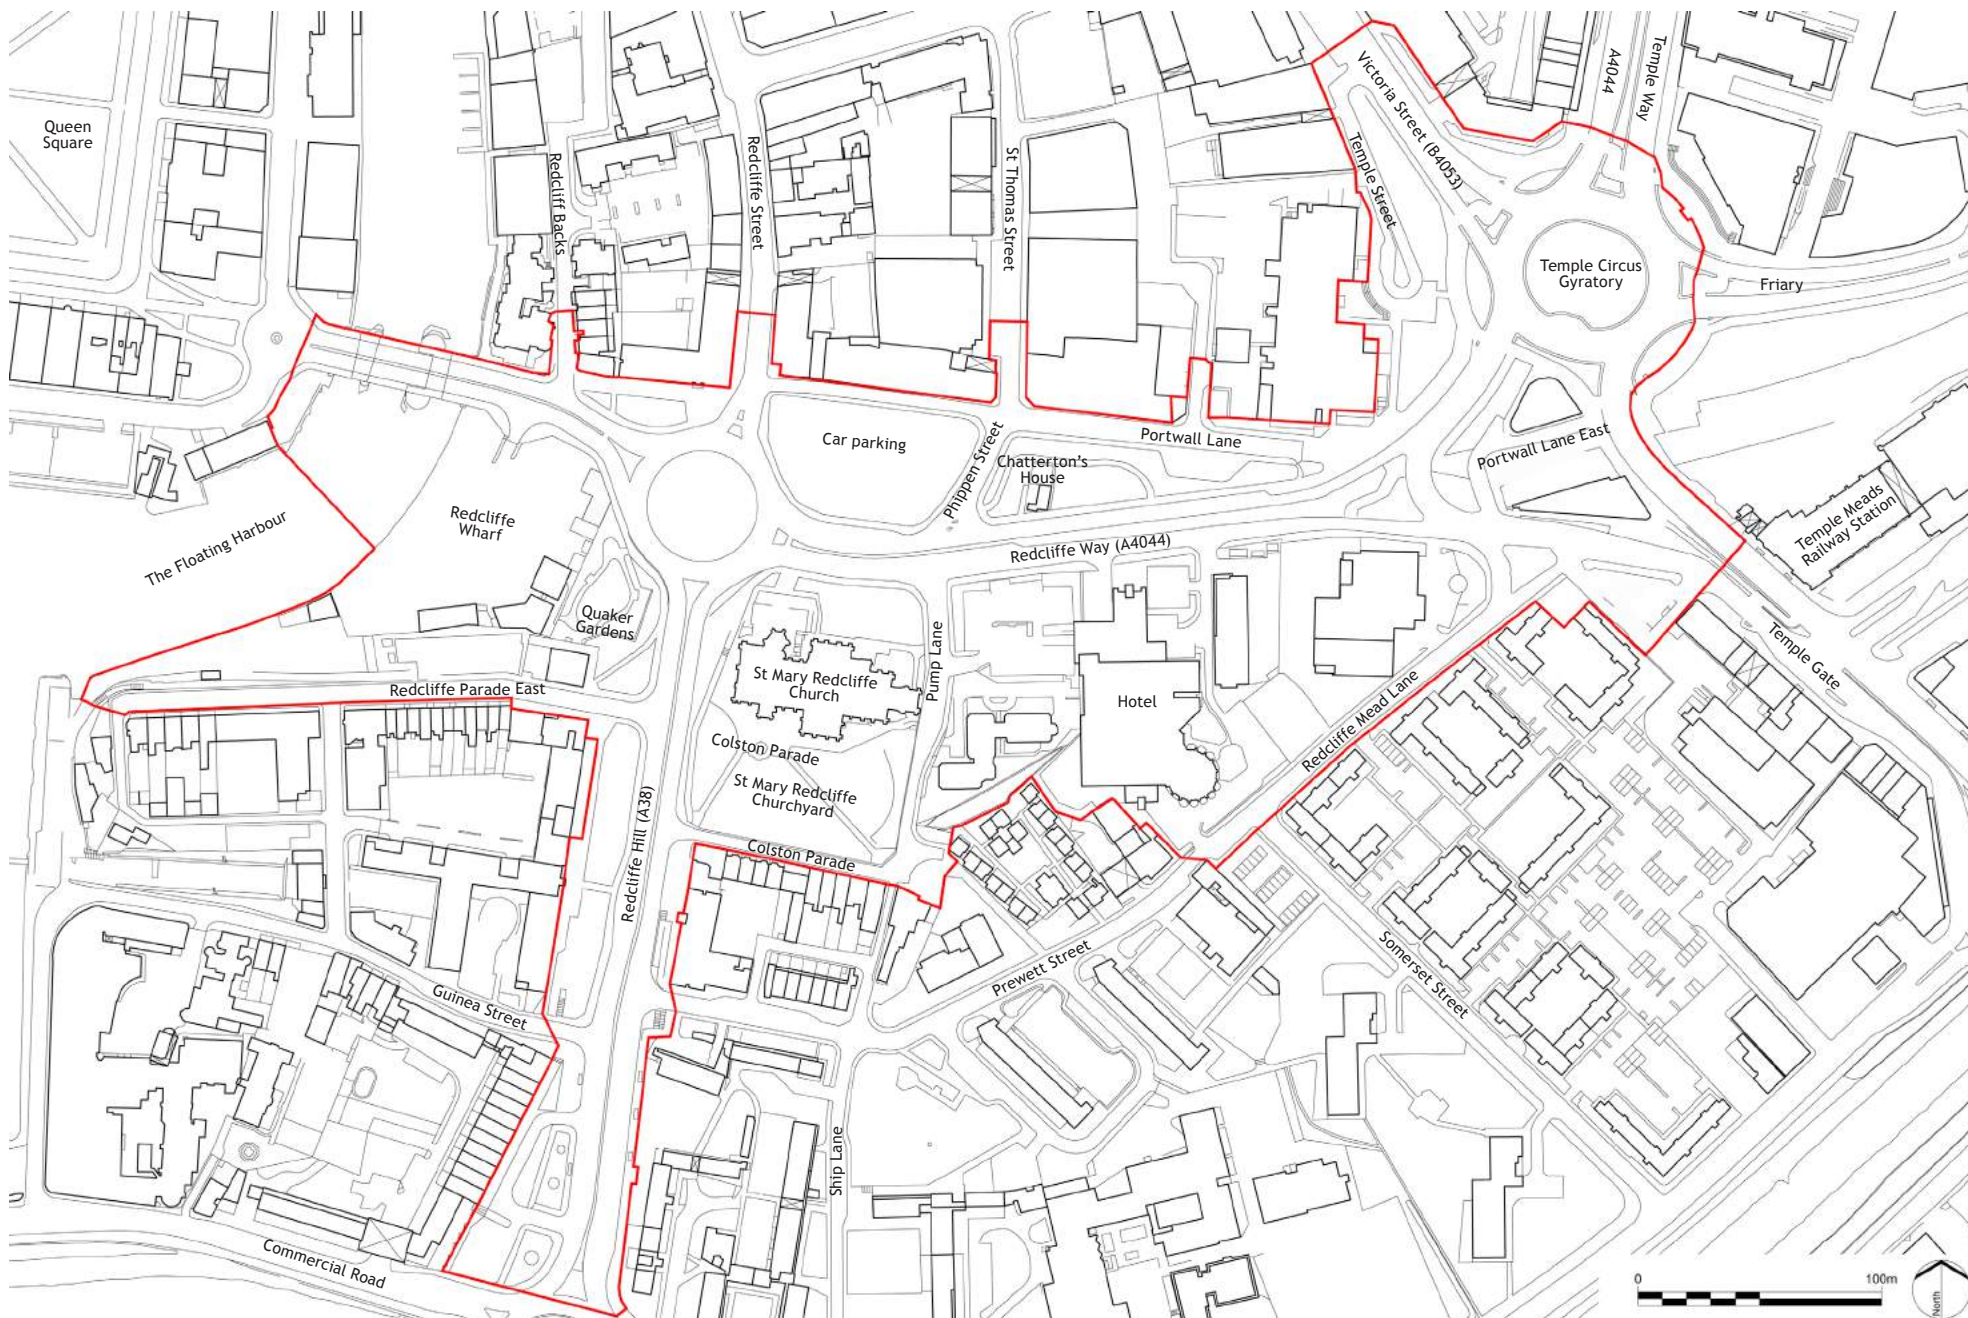 Queen
Square
Redcliff Backs
Redcliffe Street
St Thomas Street
Victoria Street (B4053)
Temple Street
A4044
Temple Way
Temple Circus
Gyratory
Friary
Car parking
Phippen Street
Chatterton's
House
Portwall Lane
Portwall Lane East
Temple Meads
Railway Station
The Floating Harbour
Redcliffe
Wharf
Redcliffe Way (A4044)
Quaker
Gardens
Pump Lane
St Mary Redcliffe
Church
Hotel
Redcliffe Mead Lane
Temple Gate
Redcliffe Parade East
Colston Parade
St Mary Redcliffe
Churchyard
Redcliffe Hill (A38)
Colston Parade
Prewett Street
Somerset Street
Guinea Street
Ship Lane
Commercial Road
0
100m
North